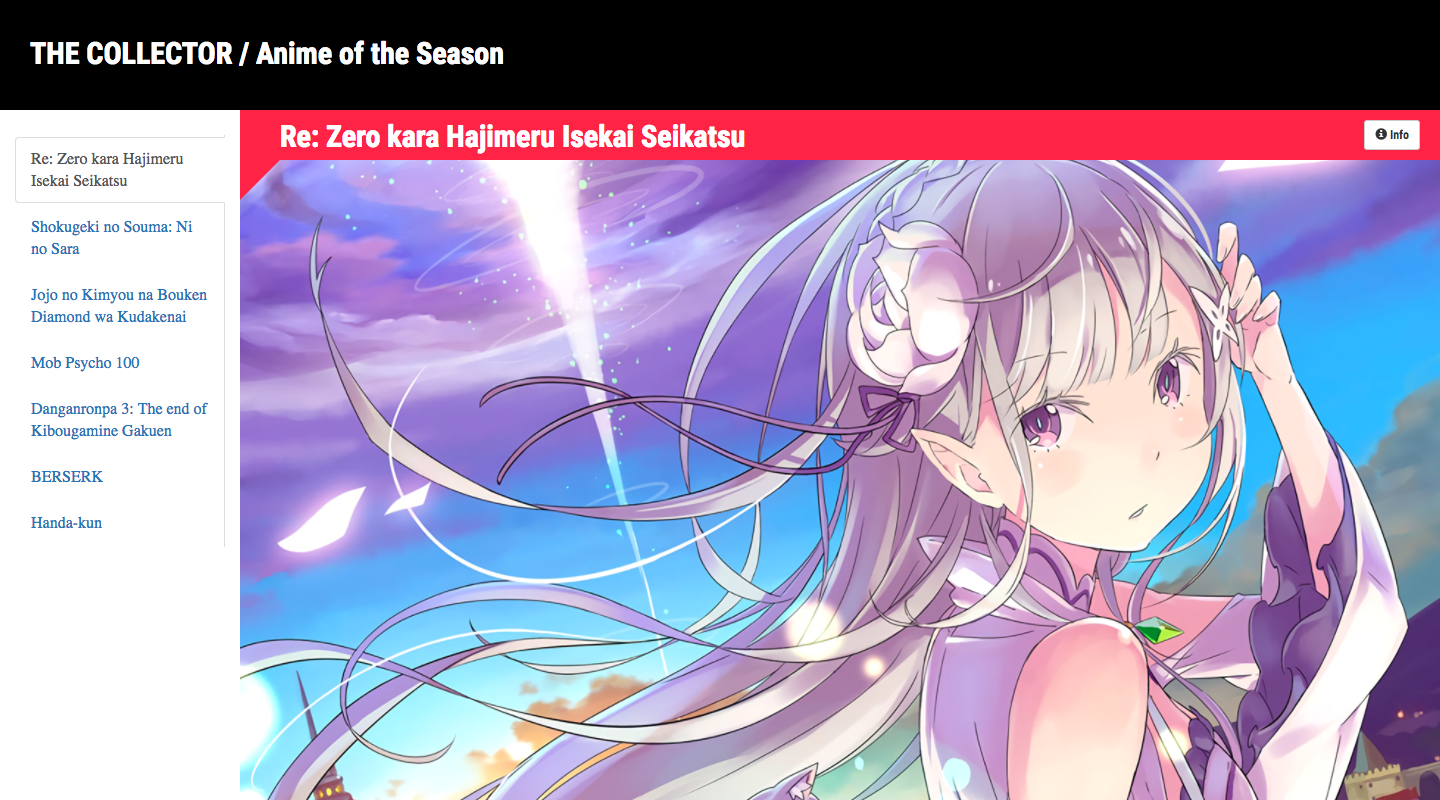 THE COLLECTOR / Anime of the Season
Re: Zero kara Hajimeru
Isekai Seikatsu
Shokugeki no Souma: Ni
no Sara
Jojo no Kimyou na Bouken
Diamond wa Kudakenai
Mob Psycho 100
Danganronpa 3: The end of
Kibougamine Gakuen
BERSERK
Handa-kun
Re: Zero kara Hajimeru Isekai Seikatsu
Info